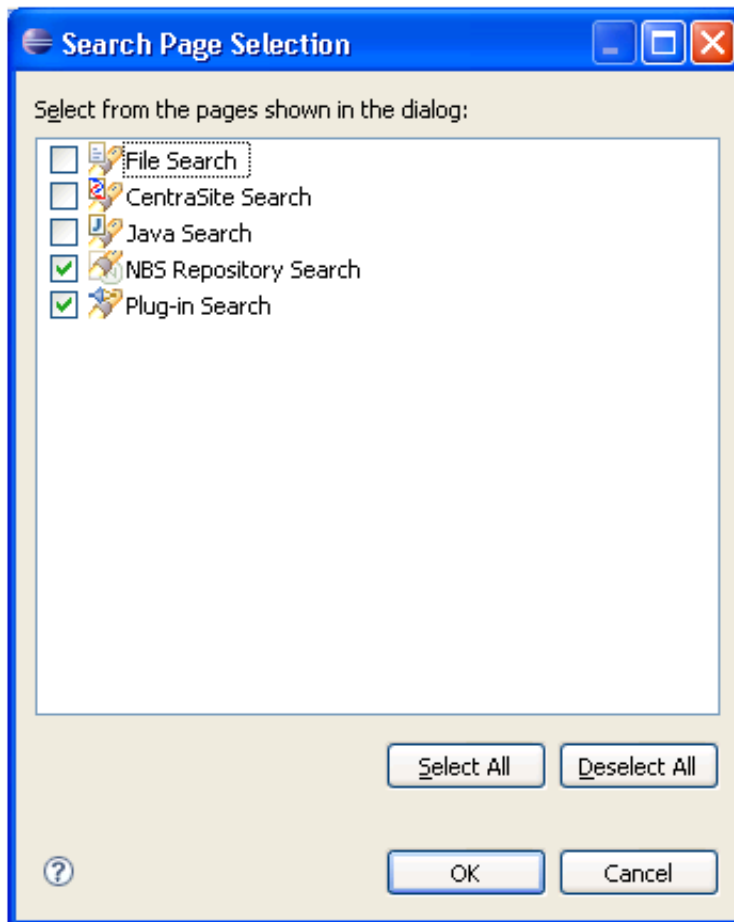 Search Page Selection
Select from the pages shown in the dialog:
File Search
CentraSite Search
Java Search
NBS Repository Search
Plug-in Search
Select All Deselect All
? OK Cancel